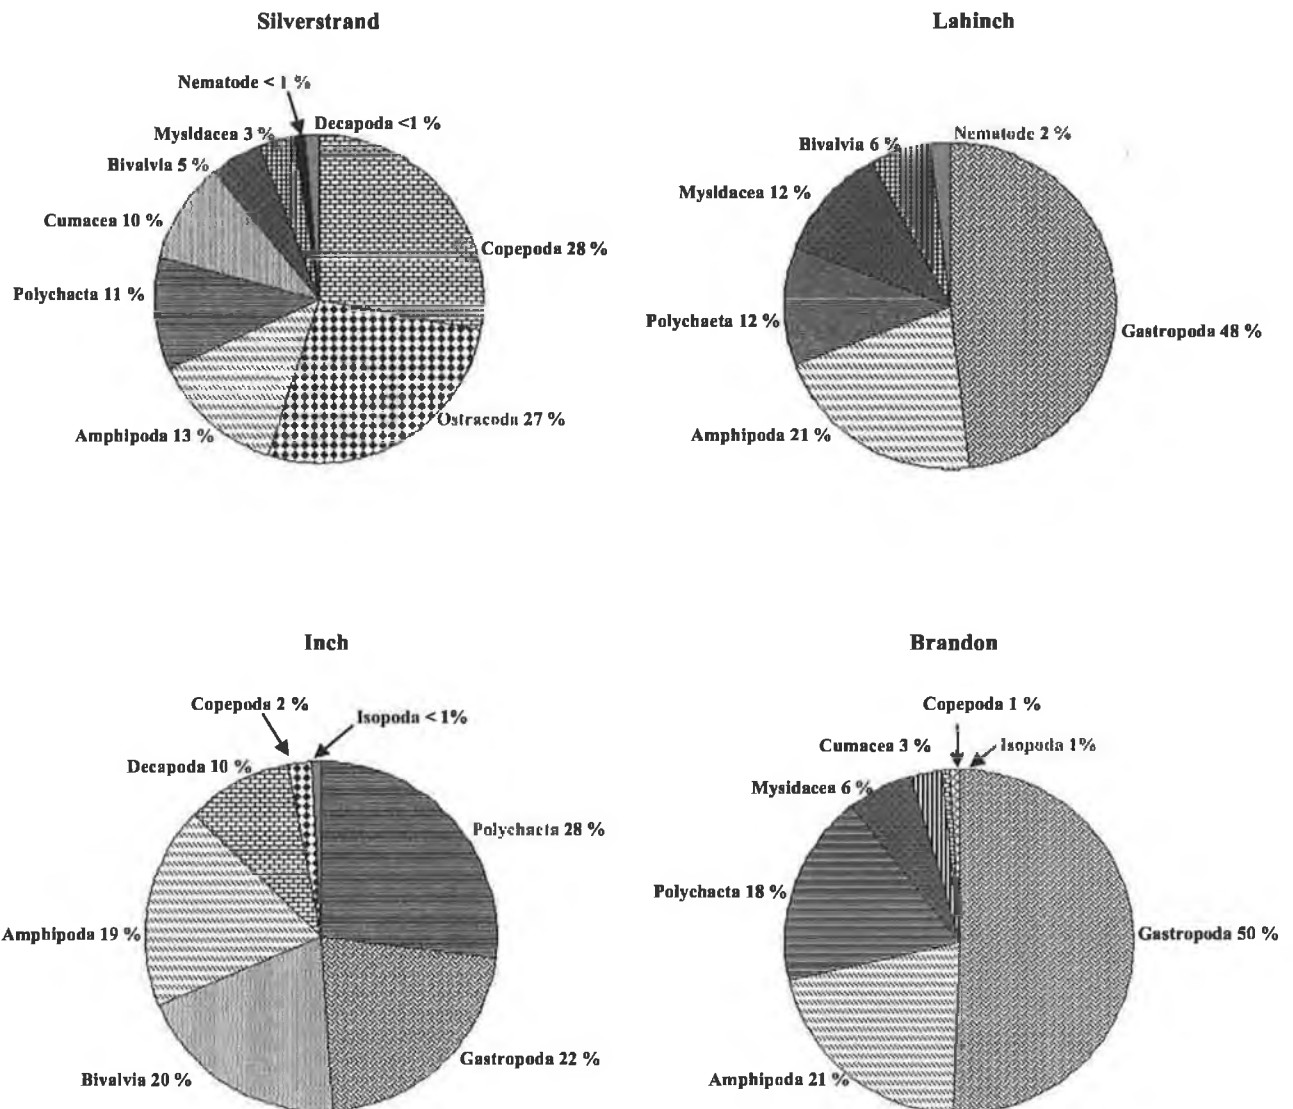 Silverstrand
Nematode < 1 %
Decapoda <1 %
Mysidacea 3 %
Bivalvia 5 %
Cumacea 10 %
Copepoda 28 %
Polychaeta 11 %
Ostracoda 27 %
Amphipoda 13 %
Lahinch
Nematode 2 %
Bivalvia 6 %
Mysidacea 12 %
Polychaeta 12 %
Gastropoda 48 %
Amphipoda 21 %
Inch
Copepoda 2 %
Isopoda < 1%
Decapoda 10 %
Polychaeta 28 %
Amphipoda 19 %
Gastropoda 22 %
Bivalvia 20 %
Brandon
Copepoda 1 %
Cumacea 3 %
Isopoda 1%
Mysidacea 6 %
Polychaeta 18 %
Gastropoda 50 %
Amphipoda 21 %